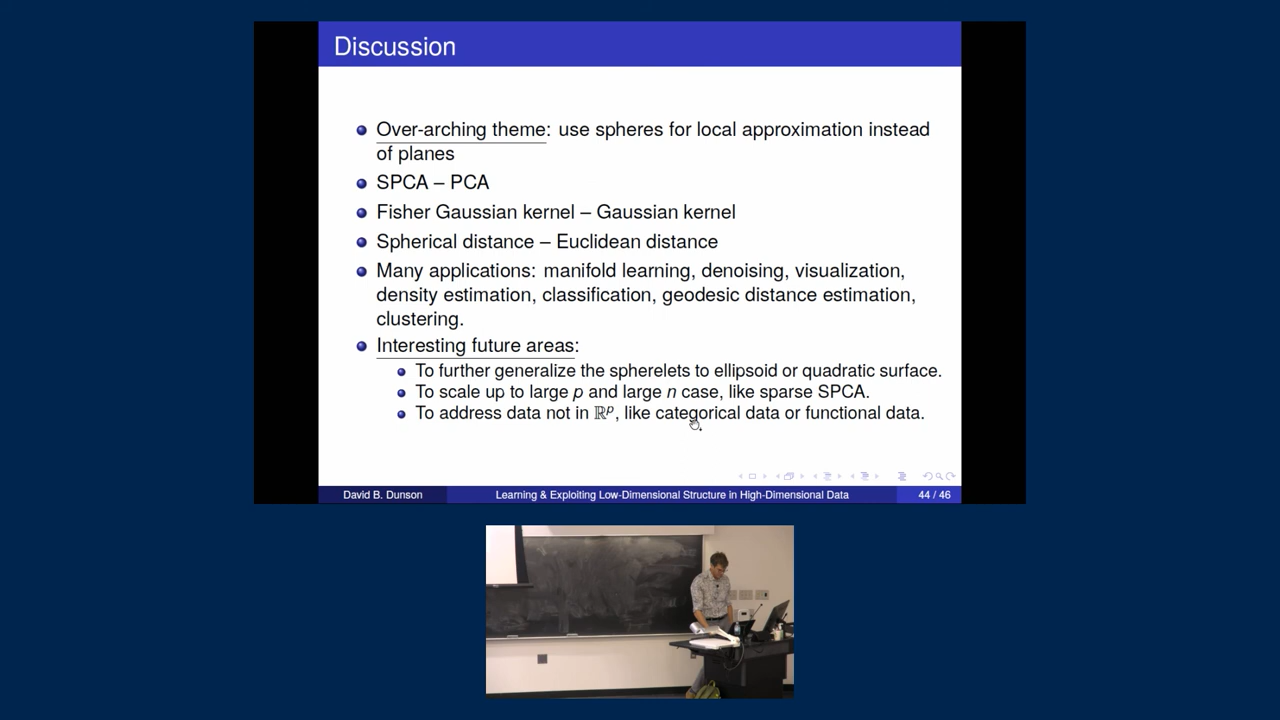 Discussion
Over-arching theme: use spheres for local approximation instead
of planes
SPCA – PCA
Fisher Gaussian kernel – Gaussian kernel
Spherical distance – Euclidean distance
Many applications: manifold learning, denoising, visualization,
density estimation, classification, geodesic distance estimation,
clustering.
Interesting future areas:
To further generalize the spherelets to ellipsoid or quadratic surface.
To scale up to large p and large n case, like sparse SPCA.
To address data not in ℝᵖ, like categorical data or functional data.
David B. Dunson
Learning & Exploiting Low-Dimensional Structure in High-Dimensional Data
44 / 46